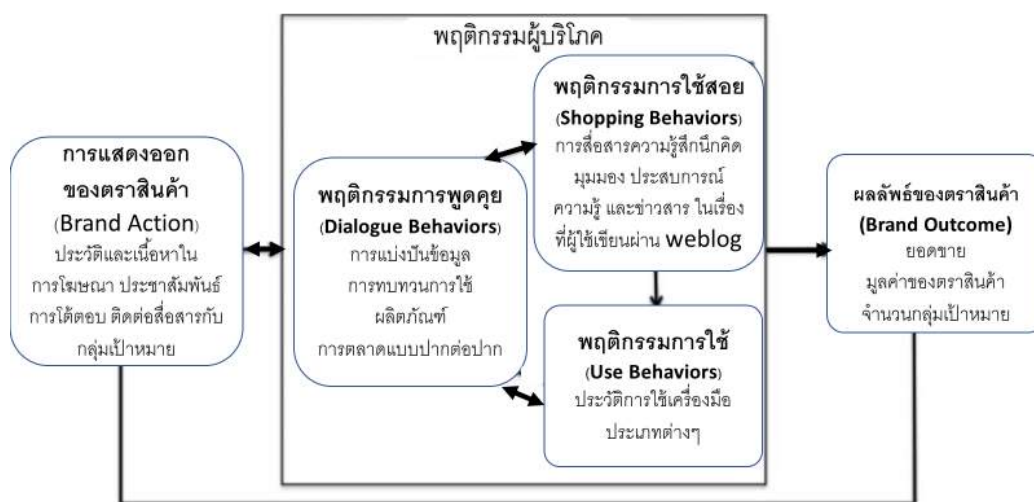 พฤติกรรมผู้บริโภค
การแสดงออก
ของตราสินค้า
(Brand Action)
ประวัติและเนื้อหาใน
การโฆษณา ประชาสัมพันธ์
การโต้ตอบ ติดต่อสื่อสารกับ
กลุ่มเป้าหมาย
พฤติกรรมการพูดคุย
(Dialogue Behaviors)
การแบ่งปันข้อมูล
การทบทวนการใช้
ผลิตภัณฑ์
การตลาดแบบปากต่อปาก
พฤติกรรมการใช้สอย
(Shopping Behaviors)
การสื่อสารความรู้สึกนึกคิด
มุมมอง ประสบการณ์
ความรู้ และข่าวสาร ในเรื่อง
ที่ผู้ใช้เขียนผ่าน weblog
พฤติกรรมการใช้
(Use Behaviors)
ประวัติการใช้เครื่องมือ
ประเภทต่างๆ
ผลลัพธ์ของตราสินค้า
(Brand Outcome)
ยอดขาย
มูลค่าของตราสินค้า
จำนวนกลุ่มเป้าหมาย